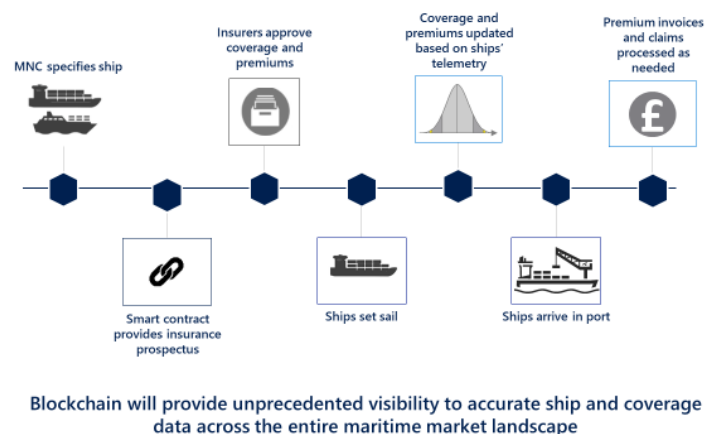 MNC specifies ship
Insurers approve
coverage and
premiums
Coverage and
premiums updated
based on ships'
telemetry
Premium invoices
and claims
processed as
needed
£
Smart contract
provides insurance
prospectus
Ships set sail
Ships arrive in port
Blockchain will provide unprecedented visibility to accurate ship and coverage
data across the entire maritime market landscape